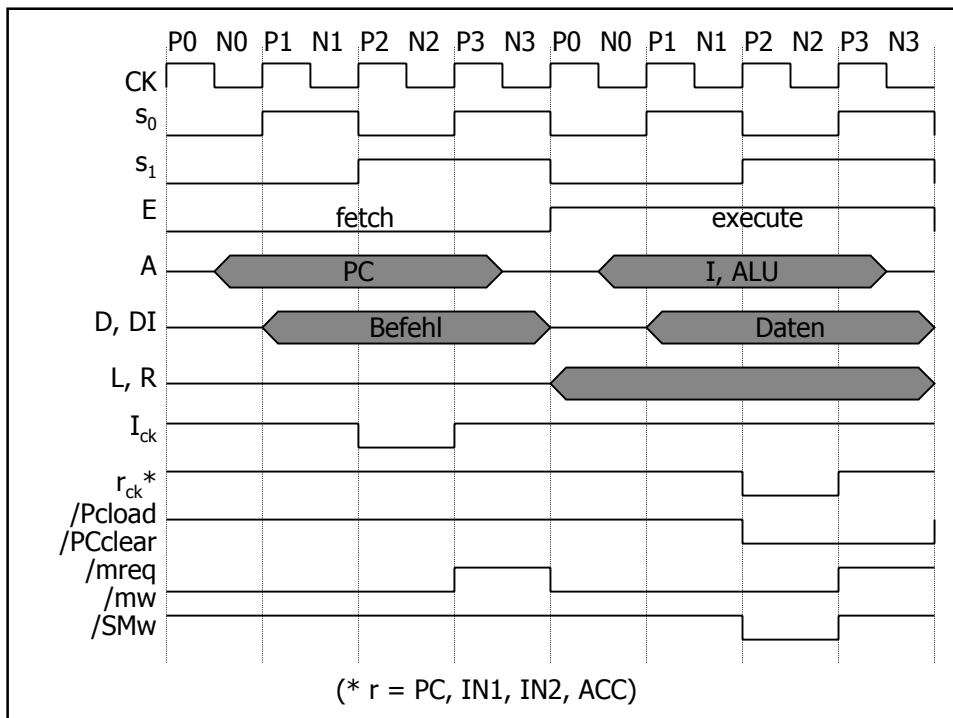 P0 N0 P1 N1 P2 N2 P3 N3 P0 N0 P1 N1 P2 N2 P3 N3
CK
s0
s1
E fetch execute
A PC I, ALU
D, DI Befehl Daten
L, R
Ick
rck*
/Pcload
/PCclear
/mreq
/mw
/SMw
(* r = PC, IN1, IN2, ACC)